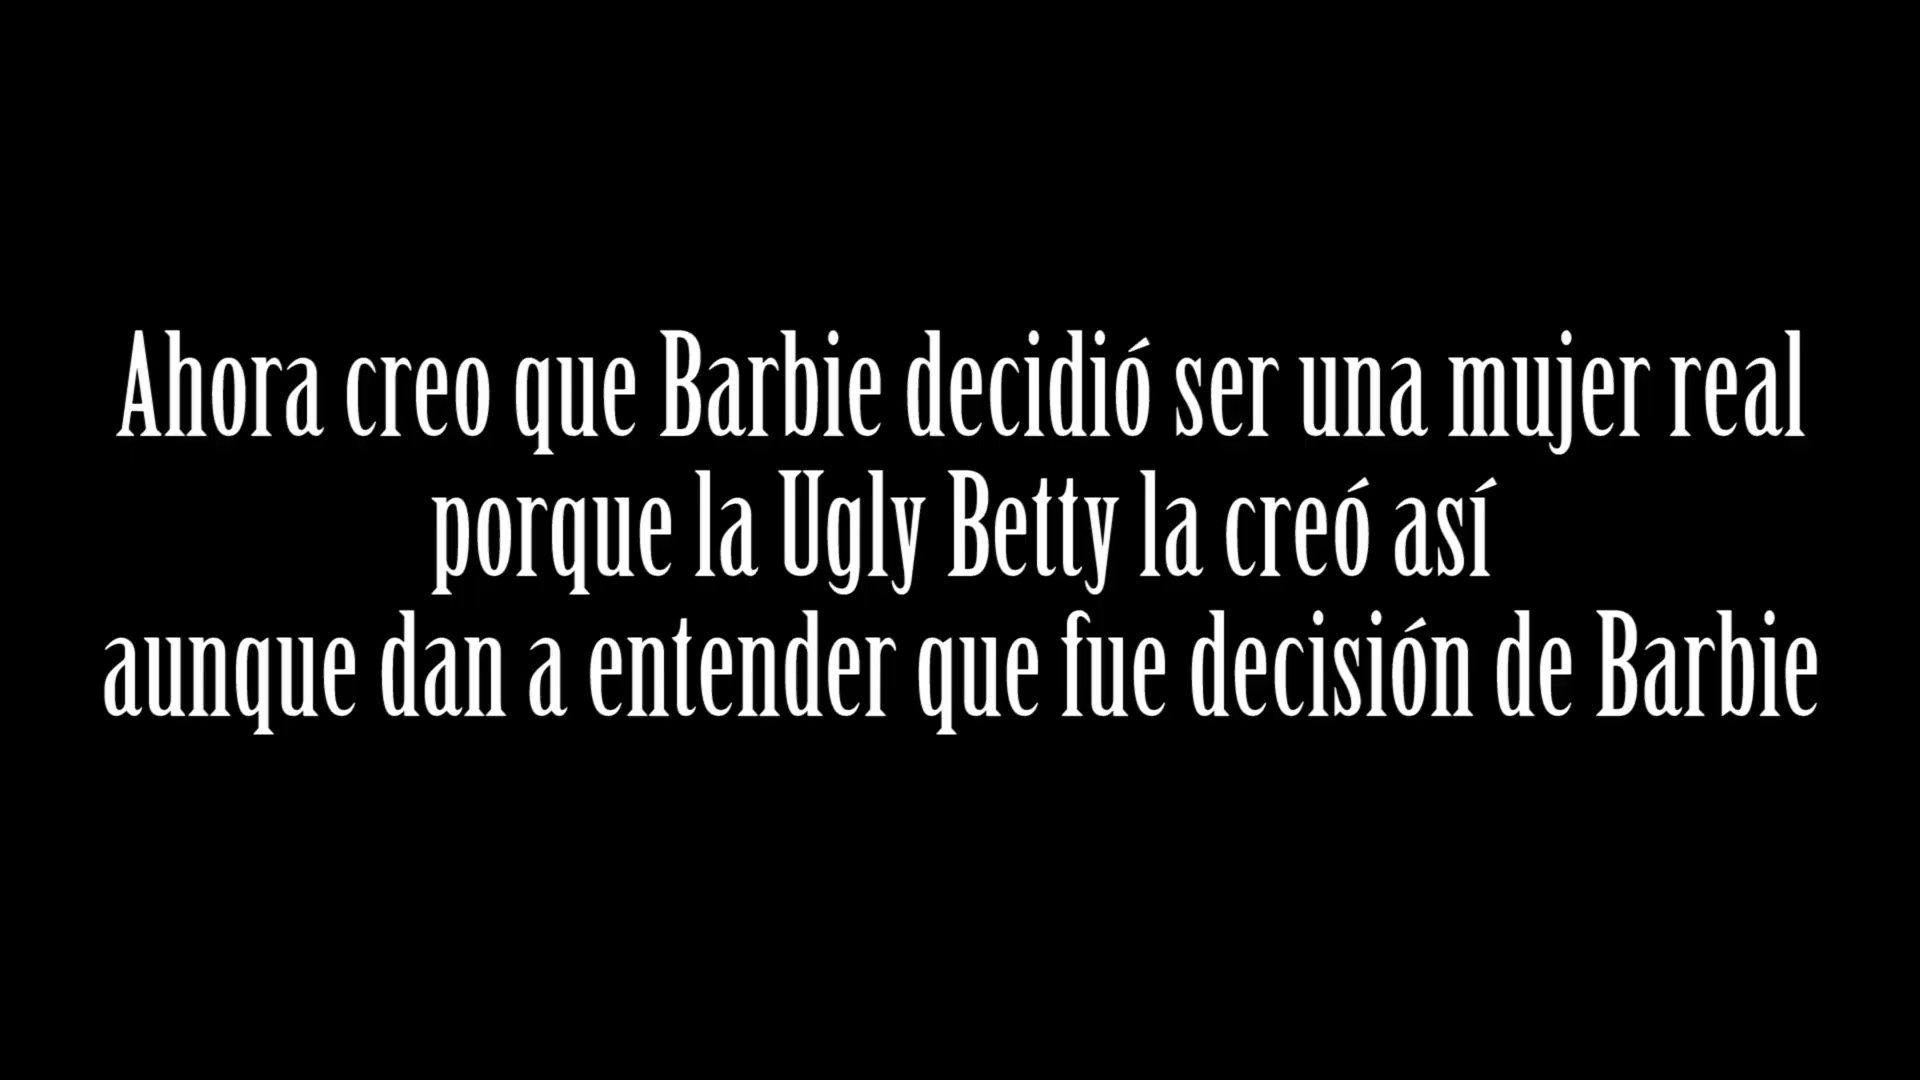 Ahora creo que Barbie decidió ser una mujer real
porque la Ugly Betty la creó así
aunque dan a entender que fue decisión de Barbie